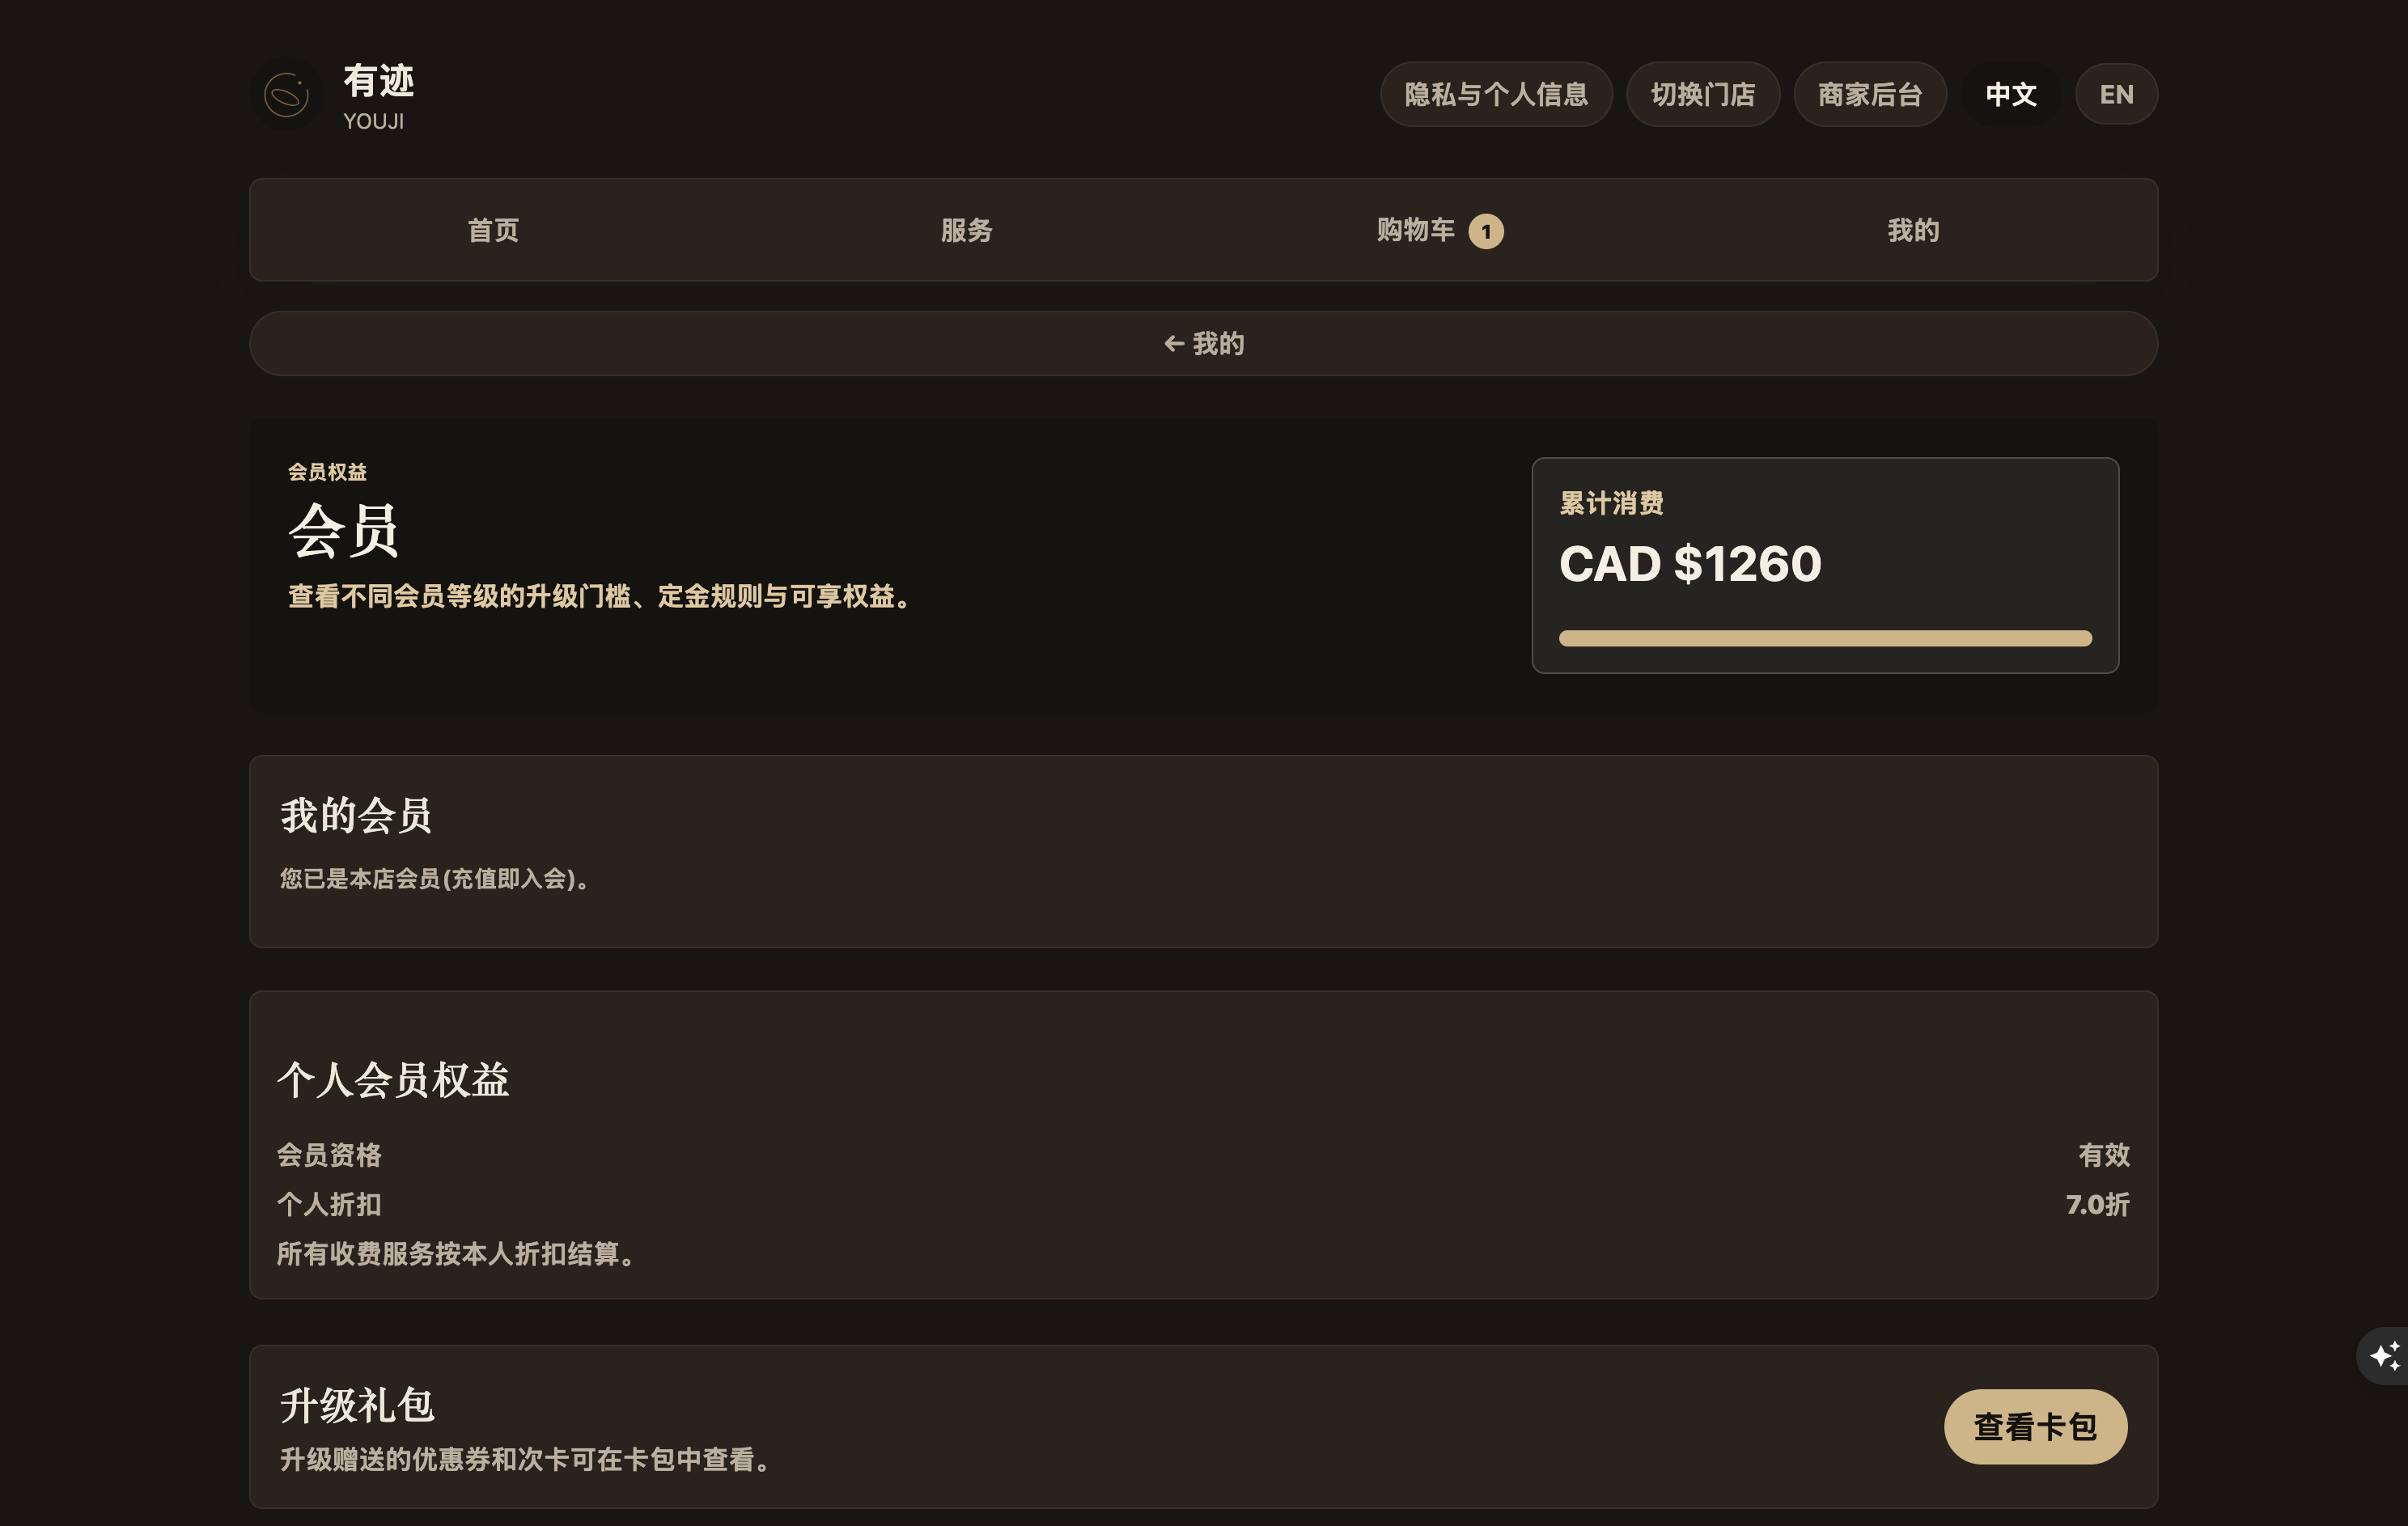 有迹
YOUJI
隐私与个人信息
切换门店
商家后台
中文
EN
首页
服务
购物车 1
我的
← 我的
会员权益
会员
查看不同会员等级的升级门槛、定金规则与可享权益。
累计消费
CAD $1260
我的会员
您已是本店会员(充值即入会)。
个人会员权益
会员资格 有效
个人折扣 7.0折
所有收费服务按本人折扣结算。
升级礼包
升级赠送的优惠券和次卡可在卡包中查看。
查看卡包